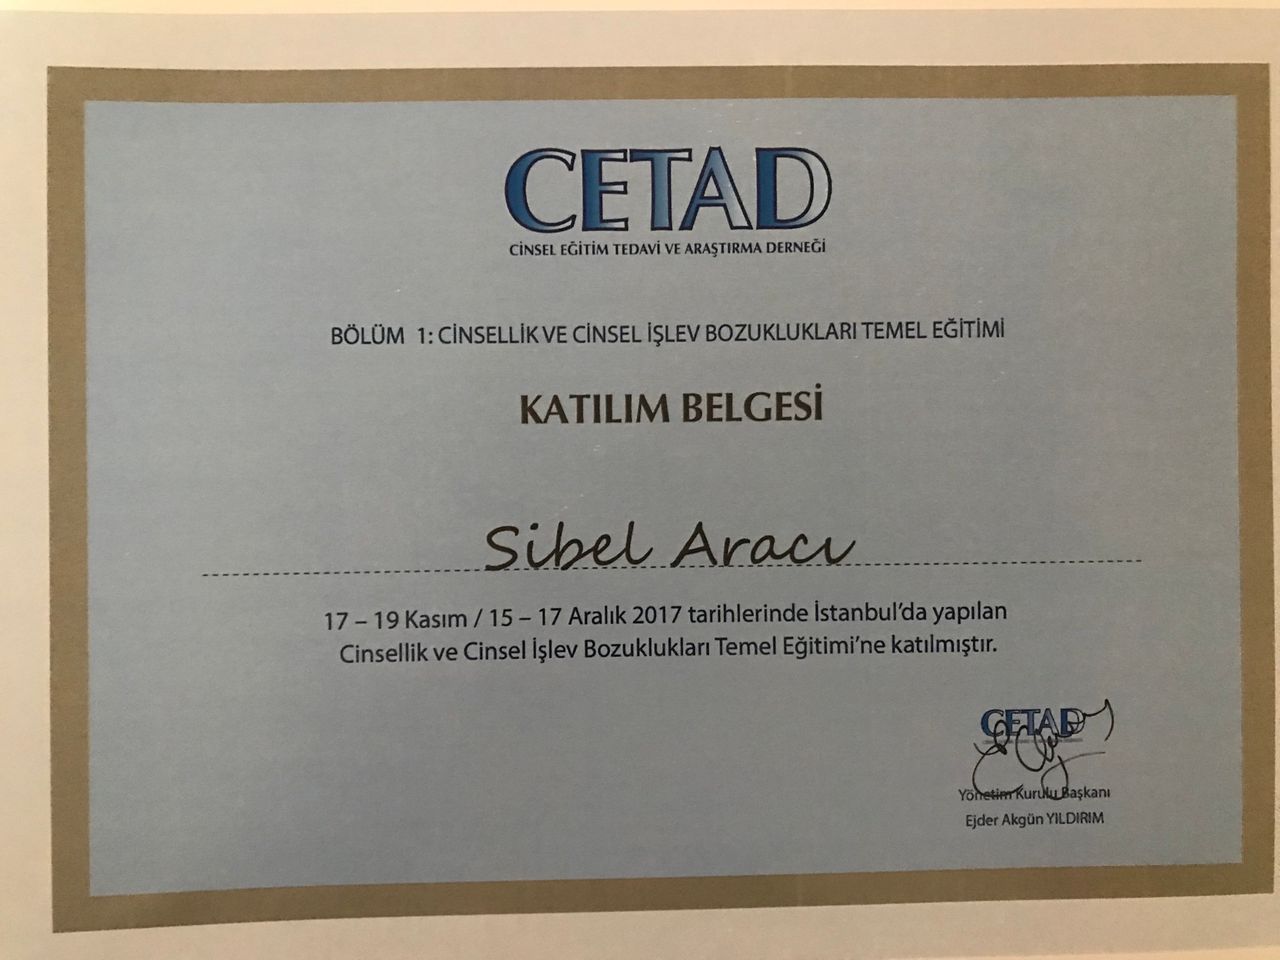 CETAD
CİNSEL EĞİTİM TEDAVİ VE ARAŞTIRMA DERNEĞİ
BÖLÜM 1: CİNSELLİK VE CİNSEL İŞLEV BOZUKLUKLARI TEMEL EĞİTİMİ
KATILIM BELGESİ
Sibel Aracı
17 – 19 Kasım / 15 – 17 Aralık 2017 tarihlerinde İstanbul'da yapılan
Cinsellik ve Cinsel İşlev Bozuklukları Temel Eğitimi'ne katılmıştır.
CETAD
Yönetim Kurulu Başkanı
Ejder Akgün YILDIRIM